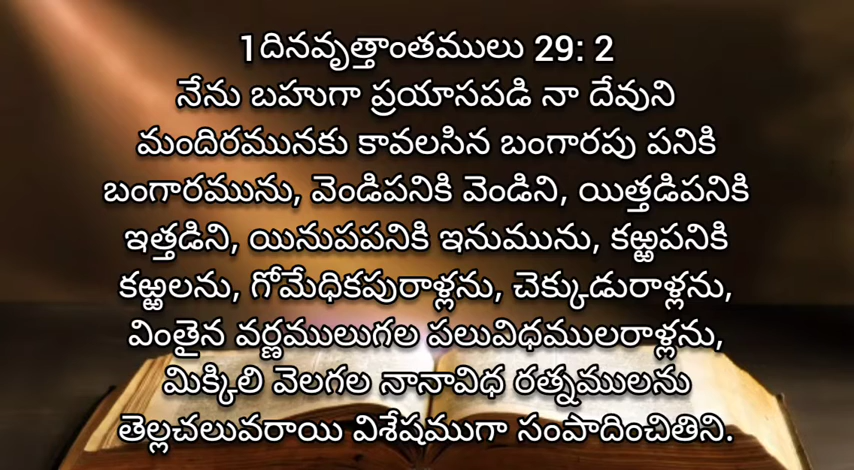 1దినవృత్తాంతములు 29: 2
నేను బహుగా ప్రయాసపడి నా దేవుని
మందిరమునకు కావలసిన బంగారపు పనికి
బంగారమును, వెండిపనికి వెండిని, యిత్తడిపనికి
ఇత్తడిని, యినుపపనికి ఇనుమును, కఱ్ఱపనికి
కఱ్ఱలను, గోమేధికపురాళ్లను, చెక్కుడురాళ్లను,
వింతైన వర్ణములుగల పలువిధములరాళ్లను,
మిక్కిలి వెలగల నానావిధ రత్నములను
తెల్లచలువరాయి విశేషముగా సంపాదించితిని.